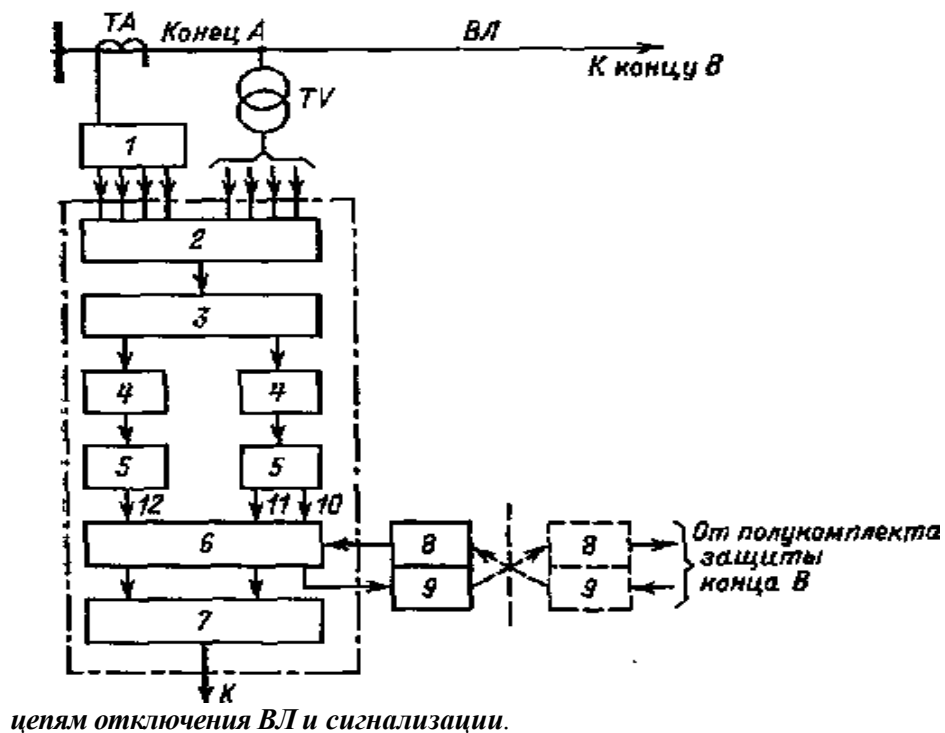 TA
Конец А
ВЛ
К концу В
TV
1
2
3
4
4
5
5
12
11
10
6
8
9
8
9
От полукомплекта
защиты
конца В
7
К
цепям отключения ВЛ и сигнализации.